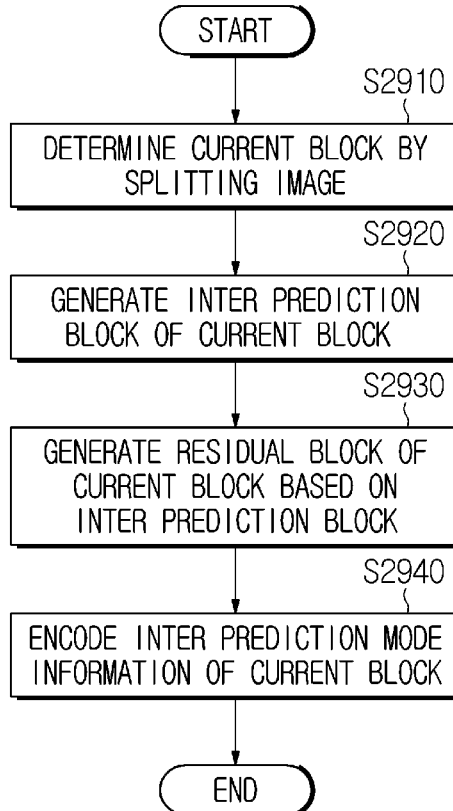 START
S2910
DETERMINE CURRENT BLOCK BY
SPLITTING IMAGE
S2920
GENERATE INTER PREDICTION
BLOCK OF CURRENT BLOCK
S2930
GENERATE RESIDUAL BLOCK OF
CURRENT BLOCK BASED ON
INTER PREDICTION BLOCK
S2940
ENCODE INTER PREDICTION MODE
INFORMATION OF CURRENT BLOCK
END